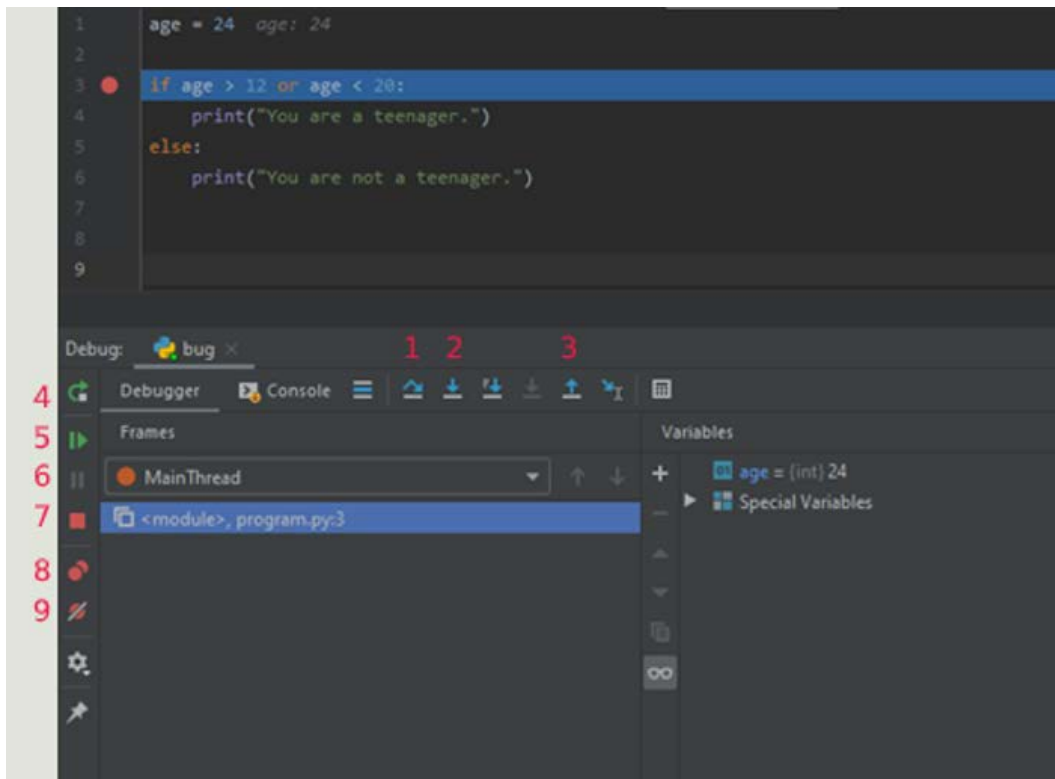 1 age = 24 age: 24
2
3 if age > 12 or age < 20:
4 print("You are a teenager.")
5 else:
6 print("You are not a teenager.")
7
8
9
Debug: bug
1 2 3
4 Debugger Console
5 Frames Variables
6 MainThread age = {int} 24
Special Variables
7 <module>, program.py:3
8
9